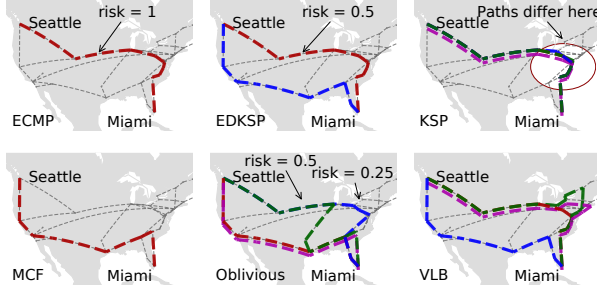 Seattle
risk = 1
ECMP
Miami
Seattle
risk = 0.5
EDKSP
Miami
Paths differ here
Seattle
KSP
Miami
Seattle
MCF
Miami
risk = 0.5
risk = 0.25
Seattle
Oblivious
Miami
Seattle
VLB
Miami